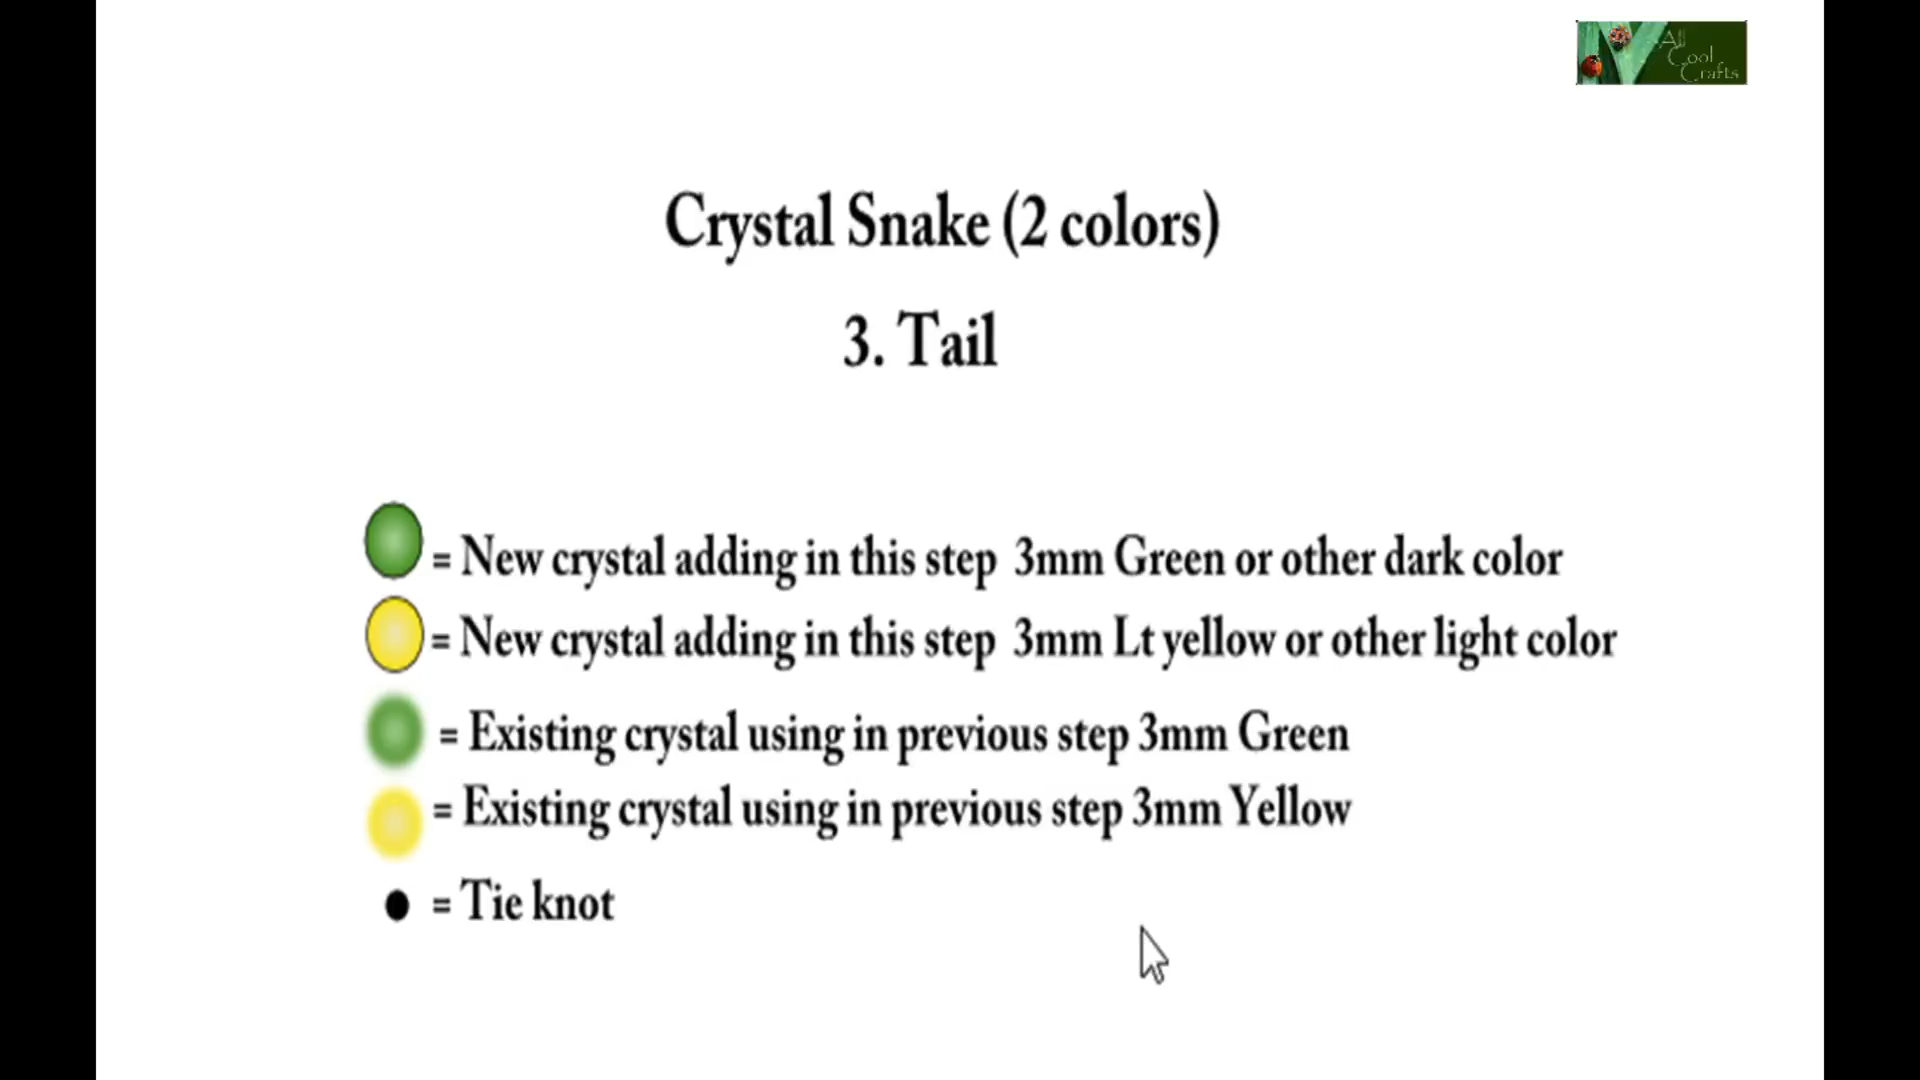 All
Cool
Crafts
Crystal Snake (2 colors)
3. Tail
= New crystal adding in this step 3mm Green or other dark color
= New crystal adding in this step 3mm Lt yellow or other light color
= Existing crystal using in previous step 3mm Green
= Existing crystal using in previous step 3mm Yellow
= Tie knot